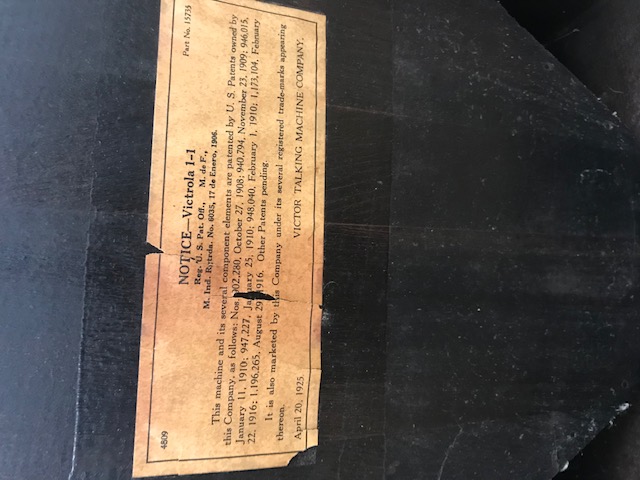 Part No. 15735
NOTICE—Victrola 1-1
Reg. U. S. Pat. Off., M. de F.,
M. Ind. Rgtrda. No. 6035, 17 de Enero, 1906.
This machine and its several component elements are patented by U. S. Patents owned by
this Company, as follows: Nos. 902,280, October 27, 1908; 940,794, November 23, 1909; 946,015,
January 11, 1910; 947,227, January 25, 1910; 948,040, February 1, 1910; 1,173,104, February
22, 1916; 1,196,265, August 29, 1916. Other Patents pending.
It is also marketed by this Company under its several registered trade-marks appearing
thereon.
VICTOR TALKING MACHINE COMPANY.
April 20, 1925.
4809